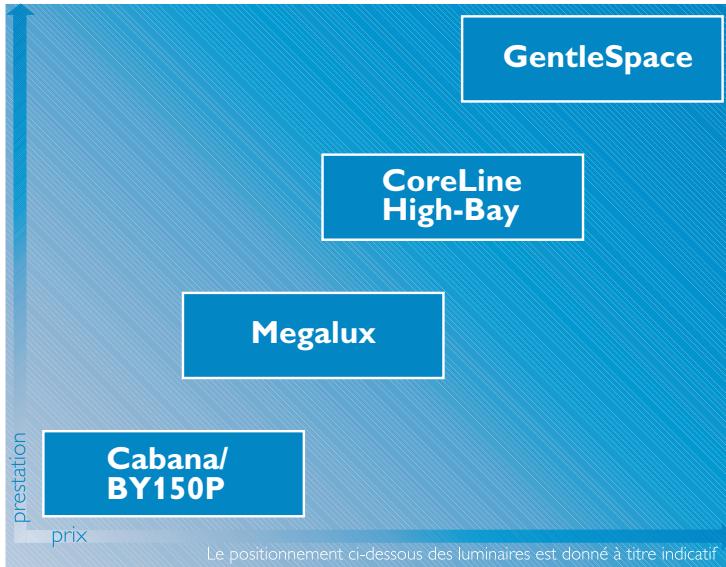 GentleSpace
CoreLine
High-Bay
Megalux
Cabana/
BY150P
prestation
prix
Le positionnement ci-dessous des luminaires est donné à titre indicatif